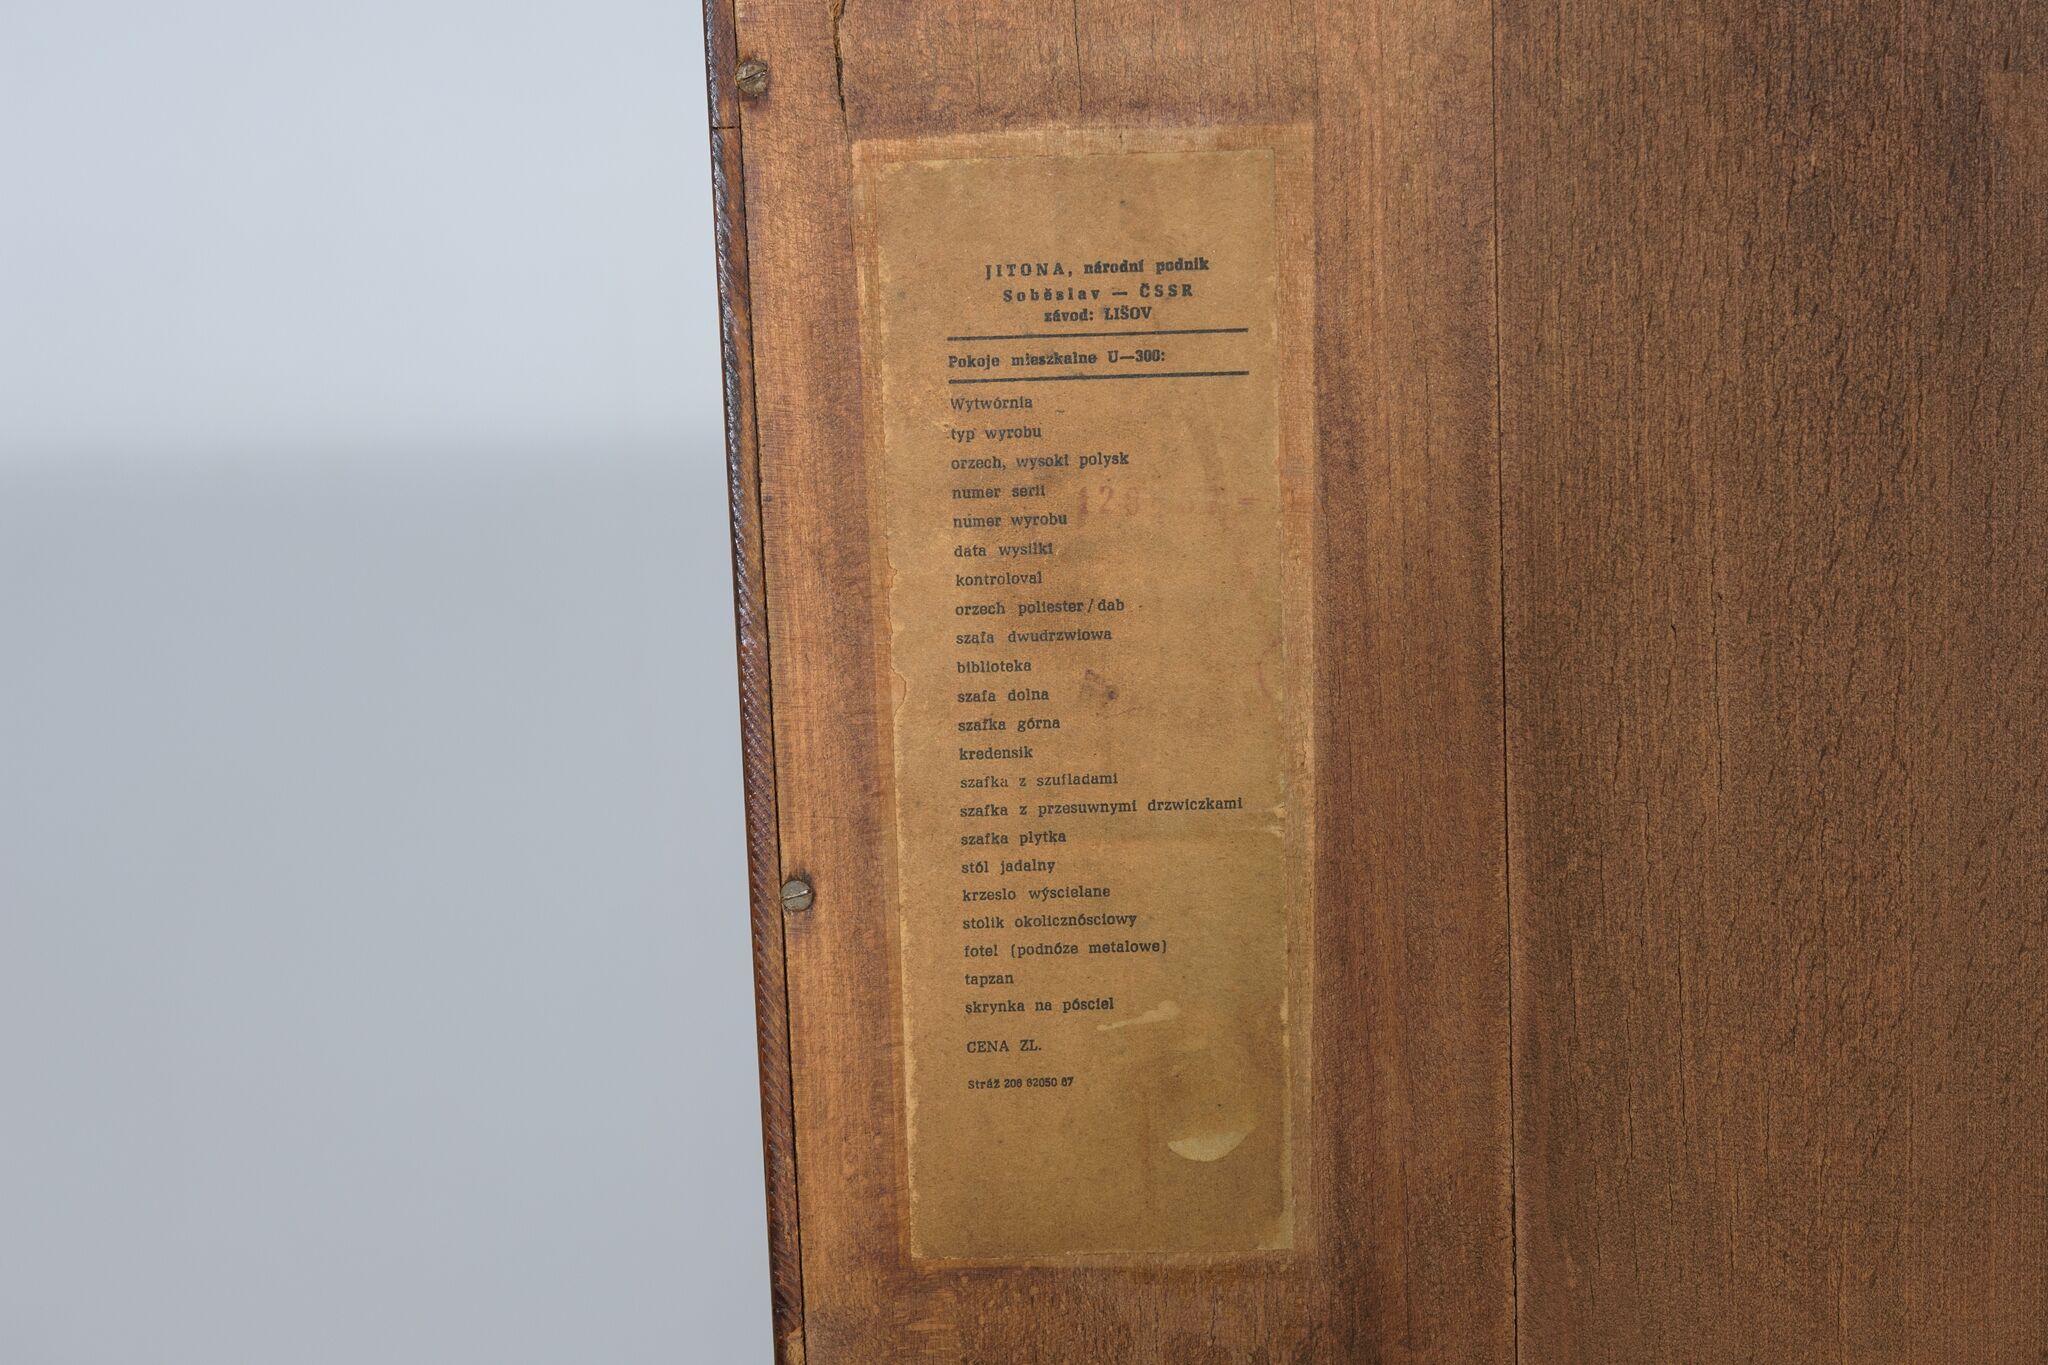 JITONA, národní podnik
Soběslav — ČSSR
závod: LIŠOV
Pokoje mieszkalne U—300:
Wytwórnia
typ wyrobu
orzech, wysoki polysk
numer serii
numer wyrobu
data wysilki
kontroloval
orzech poliester / dab
szafa dwudrzwiowa
biblioteka
szafa dolna
szafka górna
kredensik
szafka z szufladami
szafka z przesuwnymi drzwiczkami
szafka plytka
stól jadalny
krzeslo wýscielane
stolik okolicznósciowy
fotel (podnóze metalowe)
tapzan
skrynka na pósciel
CENA ZL.
Stráž 206 82050 67